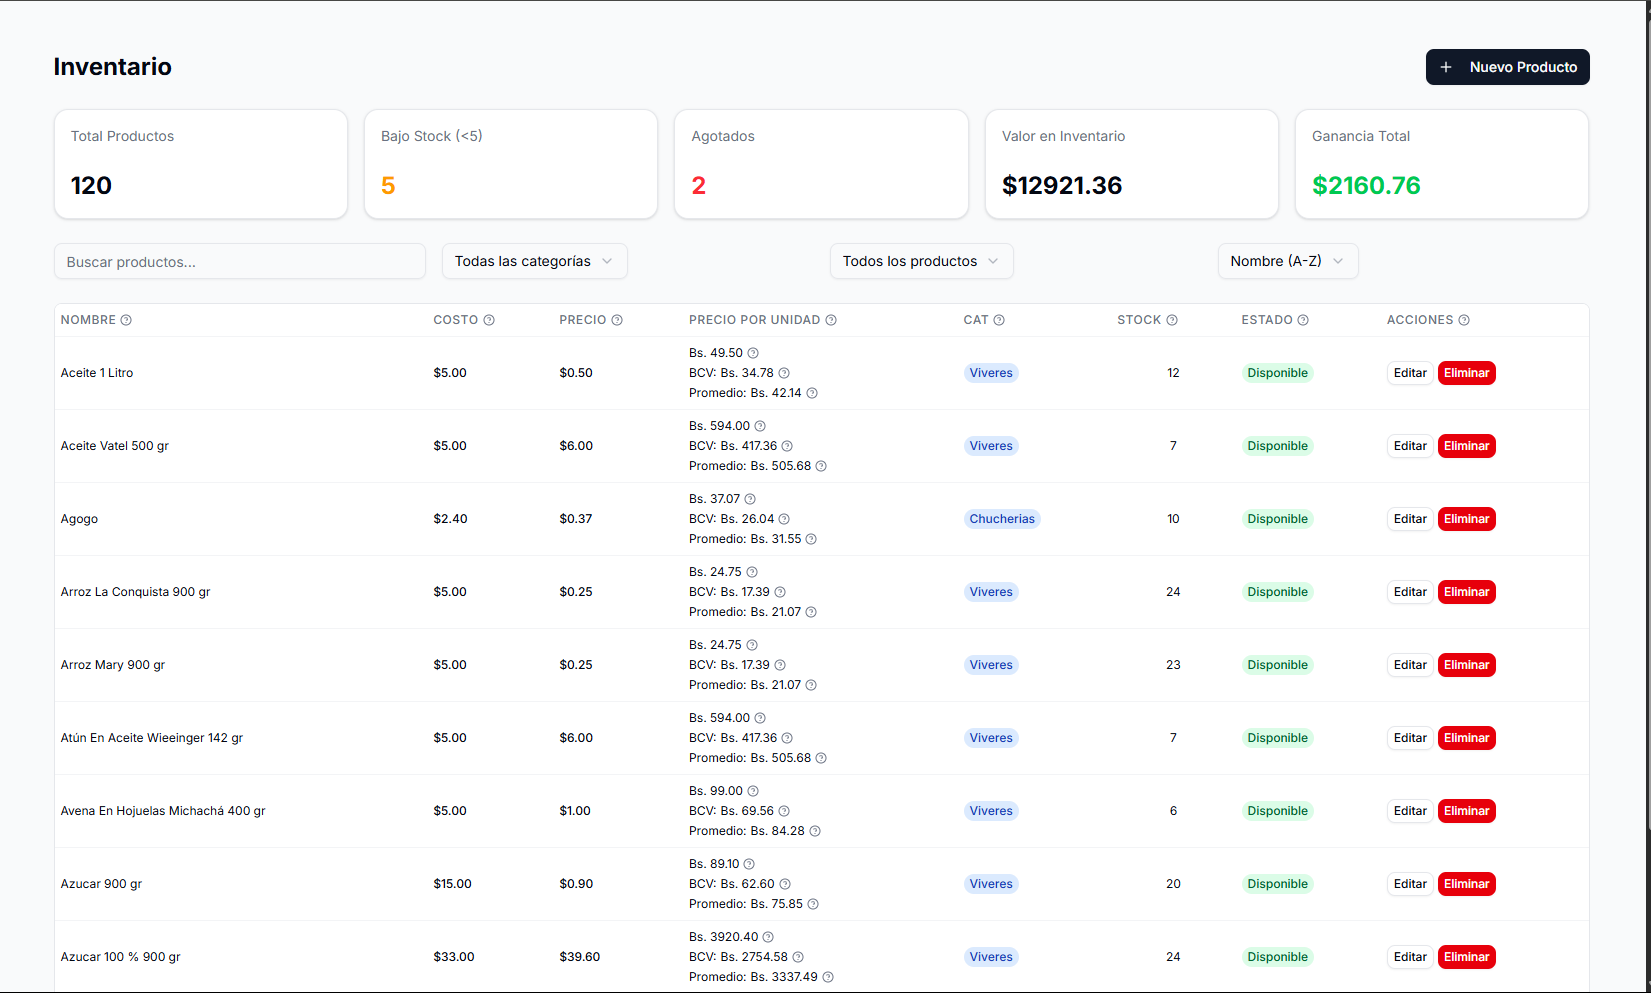 Inventario
+ Nuevo Producto
Total Productos
120
Bajo Stock (<5)
5
Agotados
2
Valor en Inventario
$12921.36
Ganancia Total
$2160.76
Buscar productos...
Todas las categorías
Todos los productos
Nombre (A-Z)
NOMBRE COSTO PRECIO PRECIO POR UNIDAD CAT STOCK ESTADO ACCIONES
Bs. 49.50
Aceite 1 Litro $5.00 $0.50 BCV: Bs. 34.78 Viveres 12 Disponible Editar Eliminar
Promedio: Bs. 42.14
Bs. 594.00
Aceite Vatel 500 gr $5.00 $6.00 BCV: Bs. 417.36 Viveres 7 Disponible Editar Eliminar
Promedio: Bs. 505.68
Bs. 37.07
Agogo $2.40 $0.37 BCV: Bs. 26.04 Chucherias 10 Disponible Editar Eliminar
Promedio: Bs. 31.55
Bs. 24.75
Arroz La Conquista 900 gr $5.00 $0.25 BCV: Bs. 17.39 Viveres 24 Disponible Editar Eliminar
Promedio: Bs. 21.07
Bs. 24.75
Arroz Mary 900 gr $5.00 $0.25 BCV: Bs. 17.39 Viveres 23 Disponible Editar Eliminar
Promedio: Bs. 21.07
Bs. 594.00
Atún En Aceite Wieeinger 142 gr $5.00 $6.00 BCV: Bs. 417.36 Viveres 7 Disponible Editar Eliminar
Promedio: Bs. 505.68
Bs. 99.00
Avena En Hojuelas Michachá 400 gr $5.00 $1.00 BCV: Bs. 69.56 Viveres 6 Disponible Editar Eliminar
Promedio: Bs. 84.28
Bs. 89.10
Azucar 900 gr $15.00 $0.90 BCV: Bs. 62.60 Viveres 20 Disponible Editar Eliminar
Promedio: Bs. 75.85
Bs. 3920.40
Azucar 100 % 900 gr $33.00 $39.60 BCV: Bs. 2754.58 Viveres 24 Disponible Editar Eliminar
Promedio: Bs. 3337.49